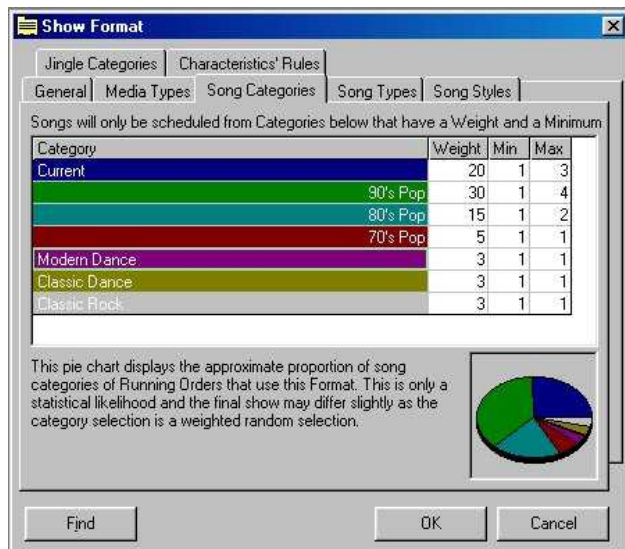 Show Format
Jingle Categories Characteristics' Rules
General Media Types Song Categories Song Types Song Styles
Songs will only be scheduled from Categories below that have a Weight and a Minimum
Category Weight Min Max
Current 20 1 3
90's Pop 30 1 4
80's Pop 15 1 2
70's Pop 5 1 1
Modern Dance 3 1 1
Classic Dance 3 1 1
Classic Rock 3 1 1
This pie chart displays the approximate proportion of song
categories of Running Orders that use this Format. This is only a
statistical likelihood and the final show may differ slightly as the
category selection is a weighted random selection.
Find OK Cancel